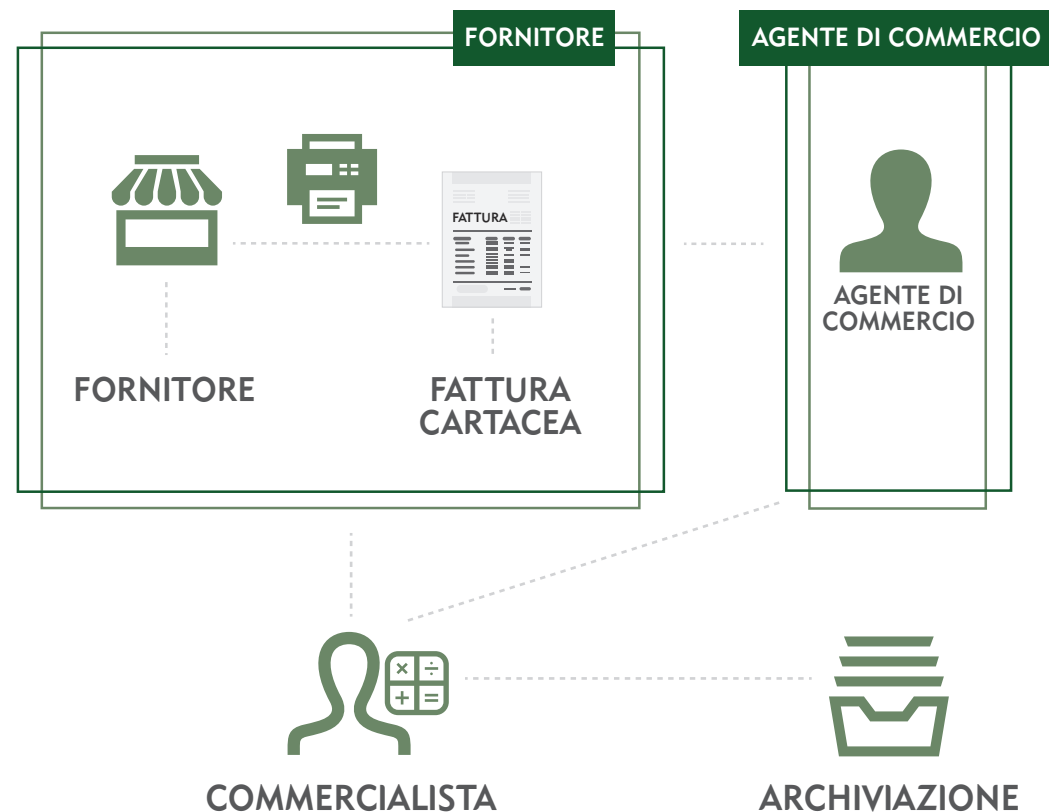 FORNITORE
AGENTE DI COMMERCIO
FATTURA
AGENTE DI
COMMERCIO
FORNITORE
FATTURA
CARTACEA
COMMERCIALISTA
ARCHIVIAZIONE